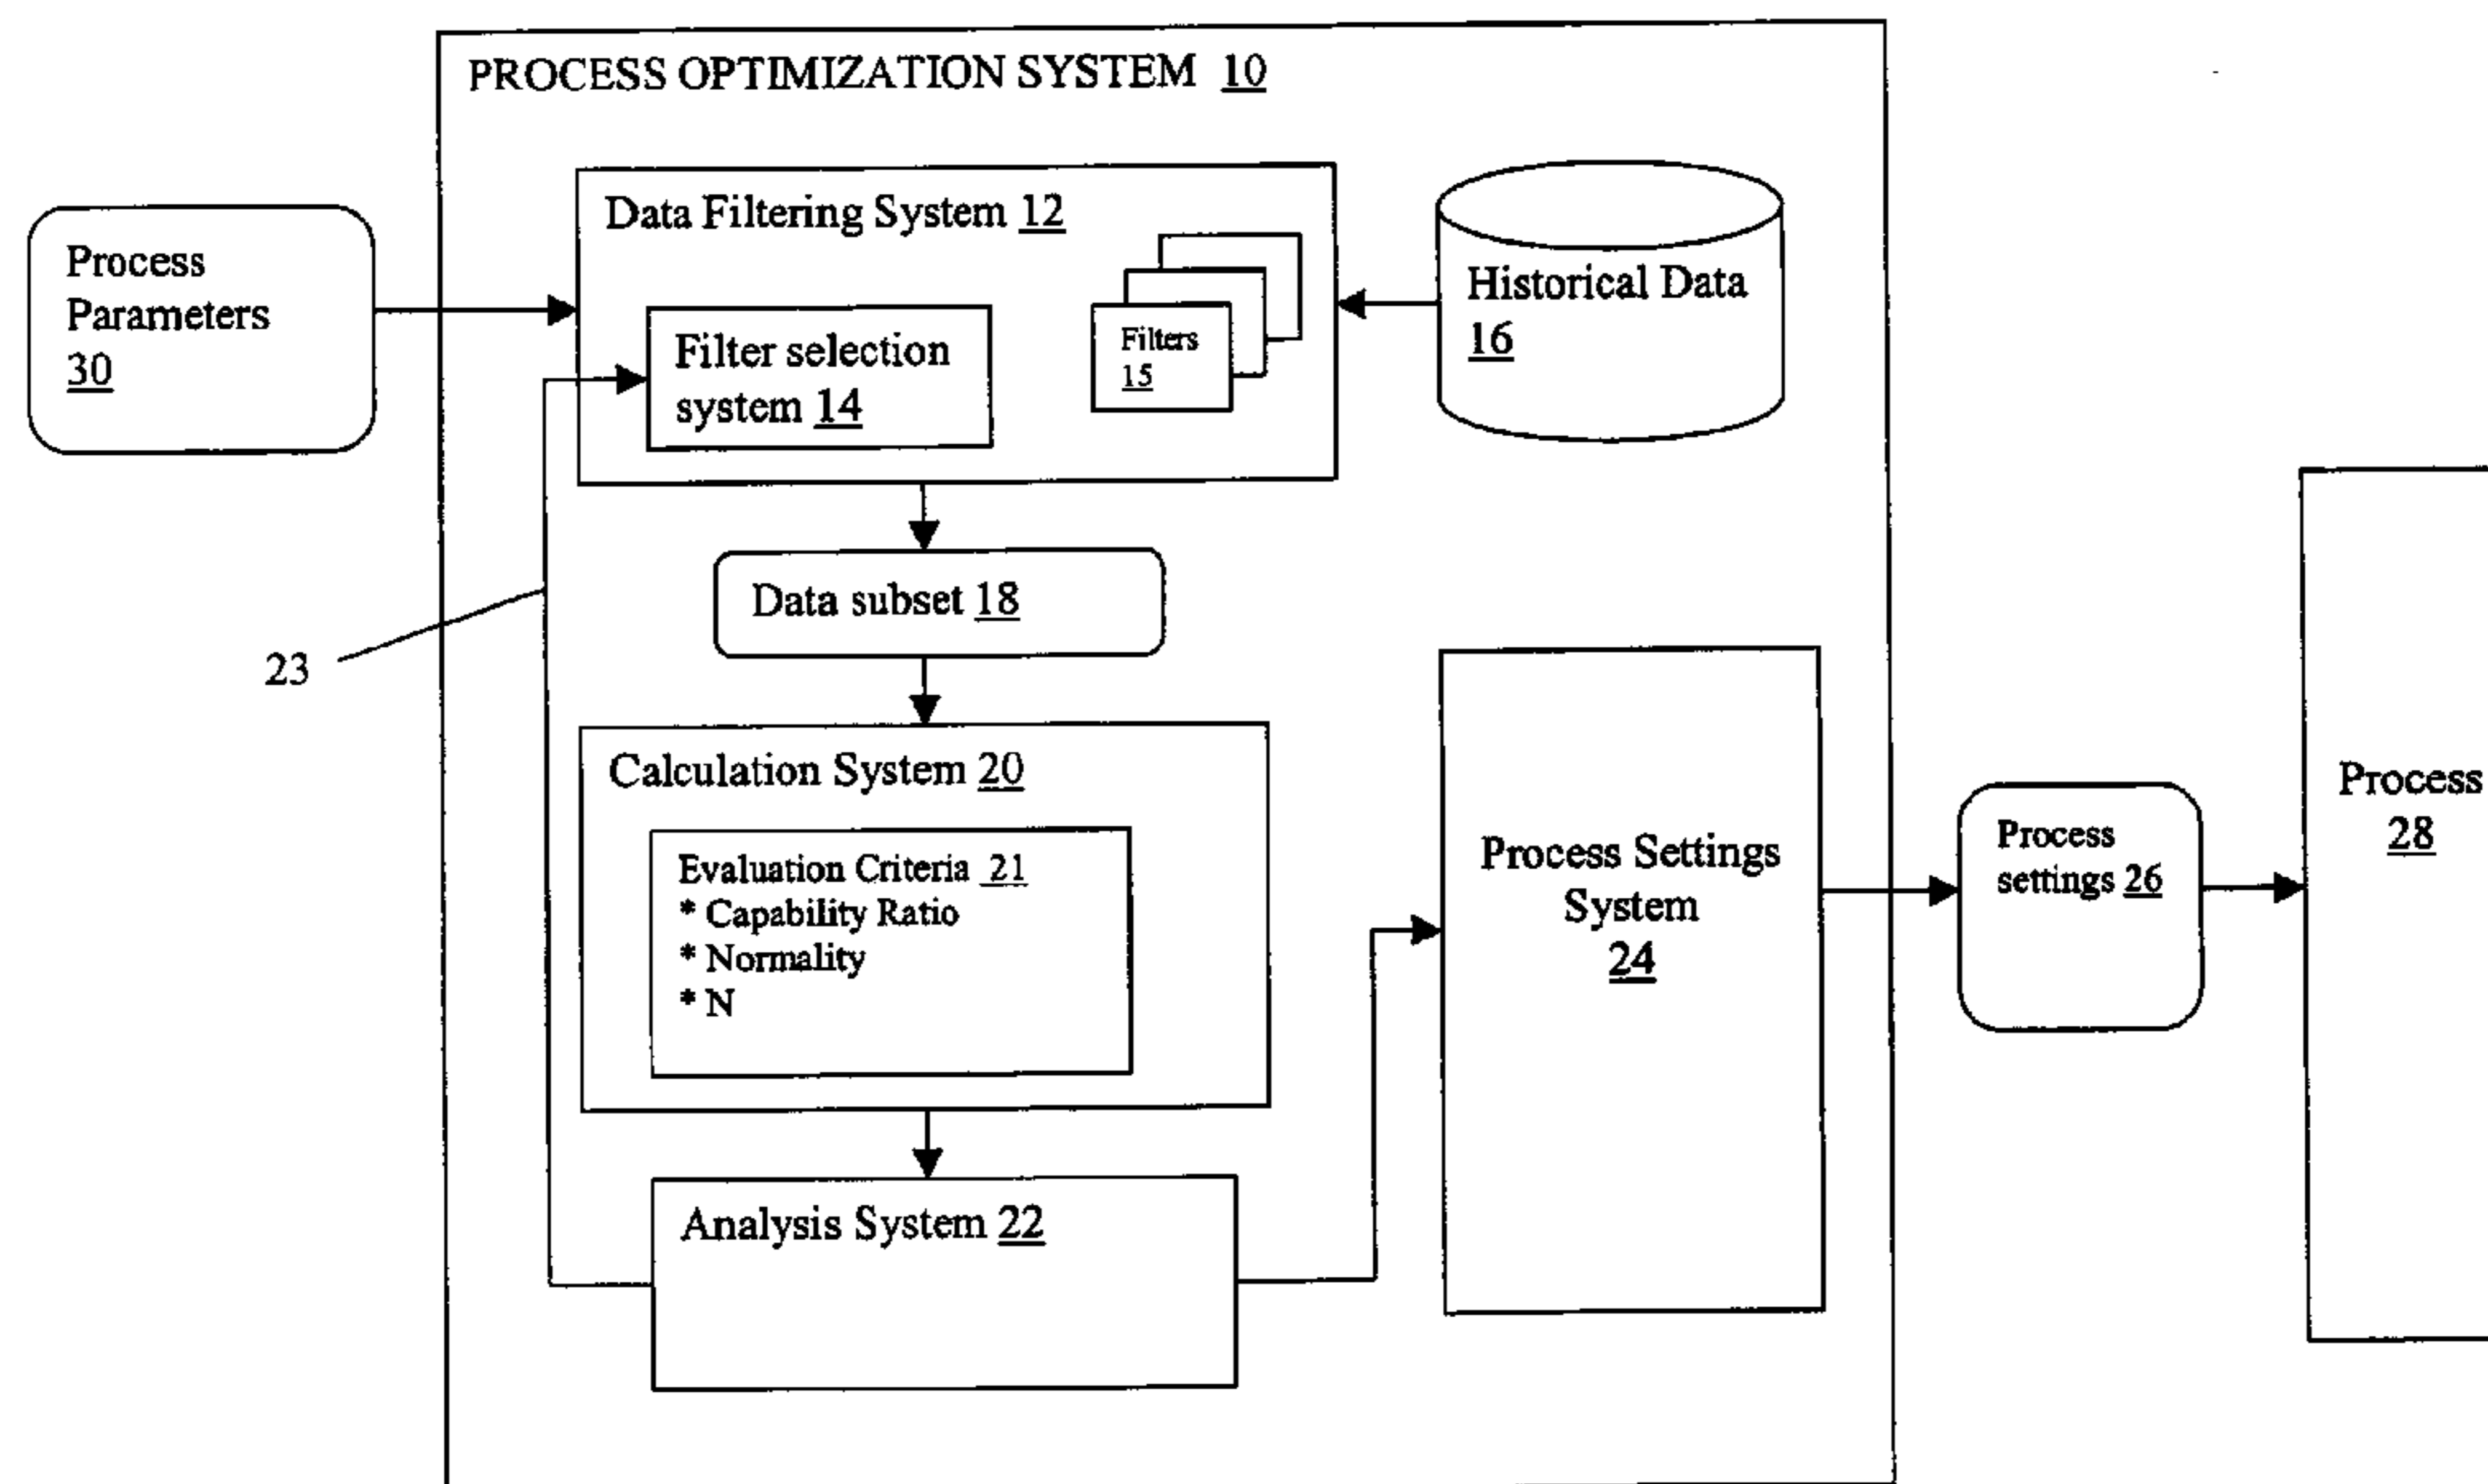 PROCESS OPTIMIZATION SYSTEM 10
Process
Parameters
30
Data Filtering System 12
Filter selection
system 14
Filters
15
Historical Data
16
Data subset 18
23
Calculation System 20
Evaluation Criteria 21
* Capability Ratio
* Normality
* N
Analysis System 22
Process Settings
System
24
Process
settings 26
Process
28